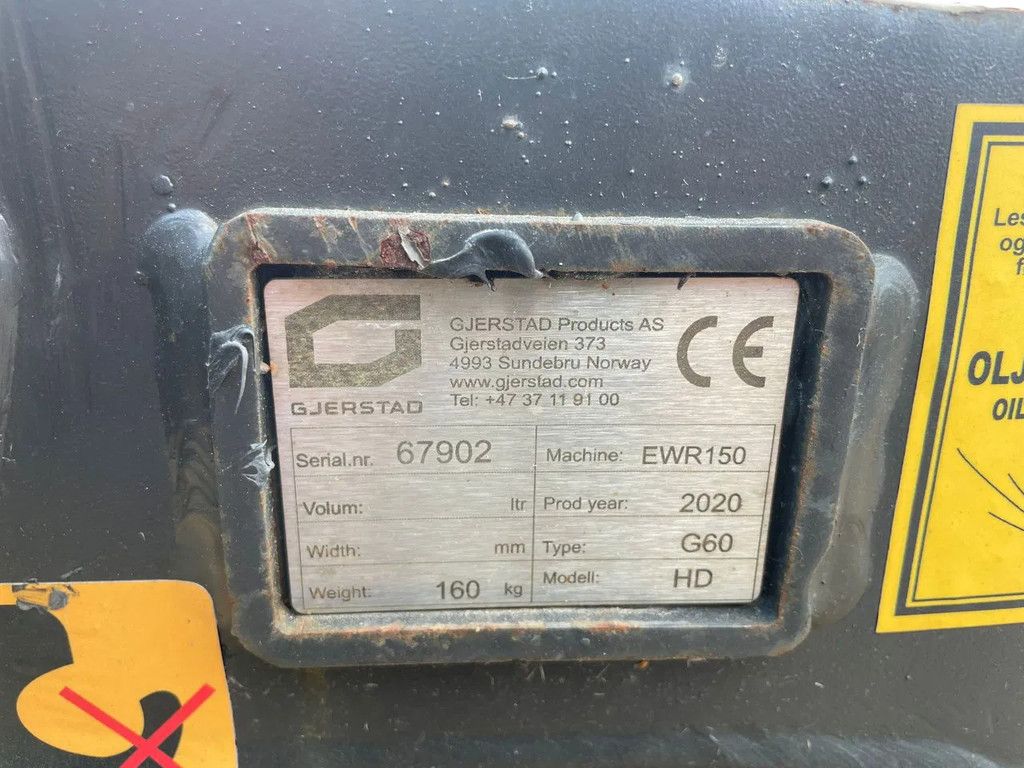 GJERSTAD
GJERSTAD Products AS
Gjerstadveien 373
4993 Sundebru Norway
www.gjerstad.com
Tel: +47 37 11 91 00
CE
Serial.nr. 67902
Machine: EWR150
Volum: ltr
Prod year: 2020
Width: mm
Type: G60
Weight: 160 kg
Modell: HD
Les
og
f
OLJ
OIL